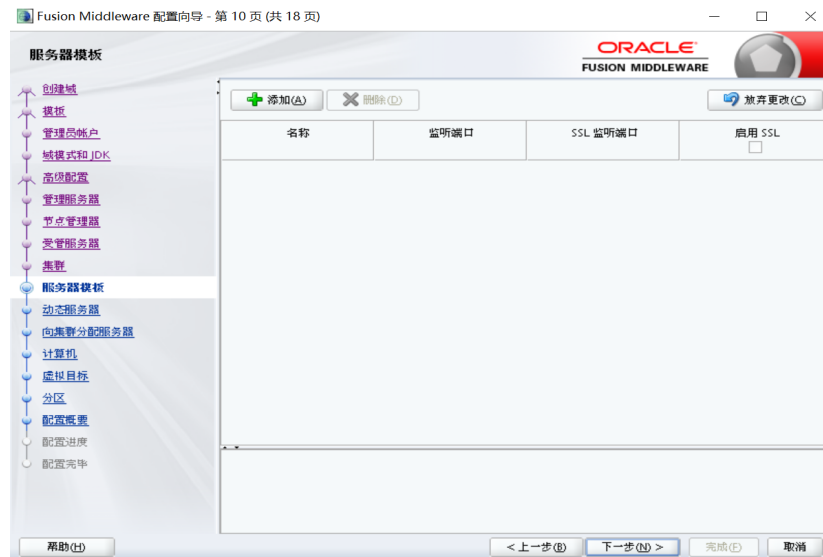 Fusion Middleware 配置向导 - 第 10 页 (共 18 页)
服务器模板
ORACLE
FUSION MIDDLEWARE
创建域
模板
管理员帐户
域模式和 JDK
高级配置
管理服务器
节点管理器
受管服务器
集群
服务器模板
动态服务器
向集群分配服务器
计算机
虚拟目标
分区
配置概要
配置进度
配置完毕
添加(A) 删除(D) 放弃更改(C)
名称 监听端口 SSL 监听端口 启用 SSL
帮助(H) < 上一步(B) 下一步(N) > 完成(F) 取消